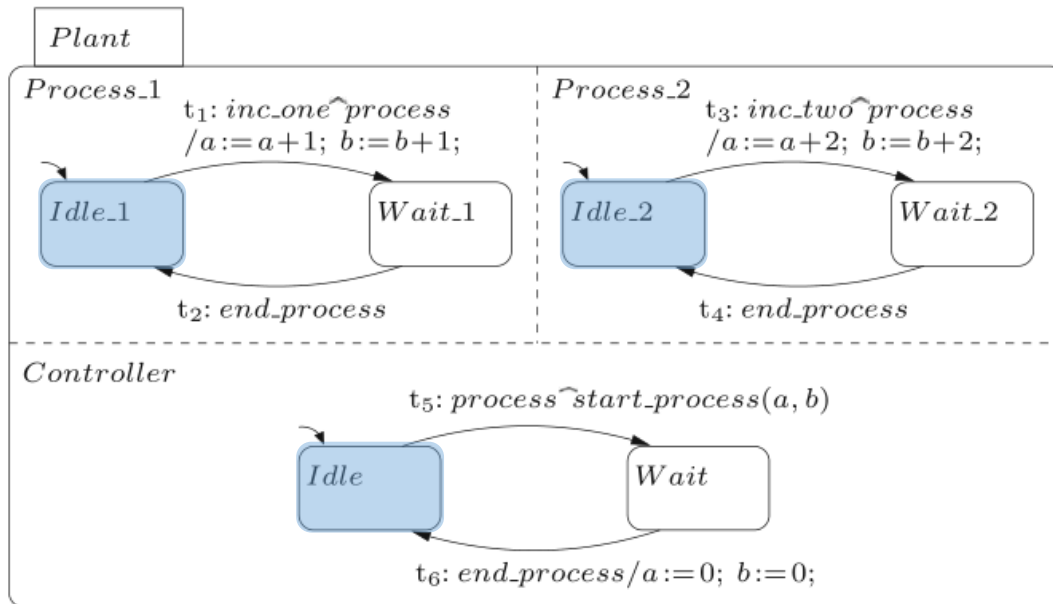 Plant
Process_1
t₁: inc_one^process
/a:=a+1; b:=b+1;
Idle_1
Wait_1
t₂: end_process
Process_2
t₃: inc_two^process
/a:=a+2; b:=b+2;
Idle_2
Wait_2
t₄: end_process
Controller
t₅: process^start_process(a, b)
Idle
Wait
t₆: end_process/a:=0; b:=0;